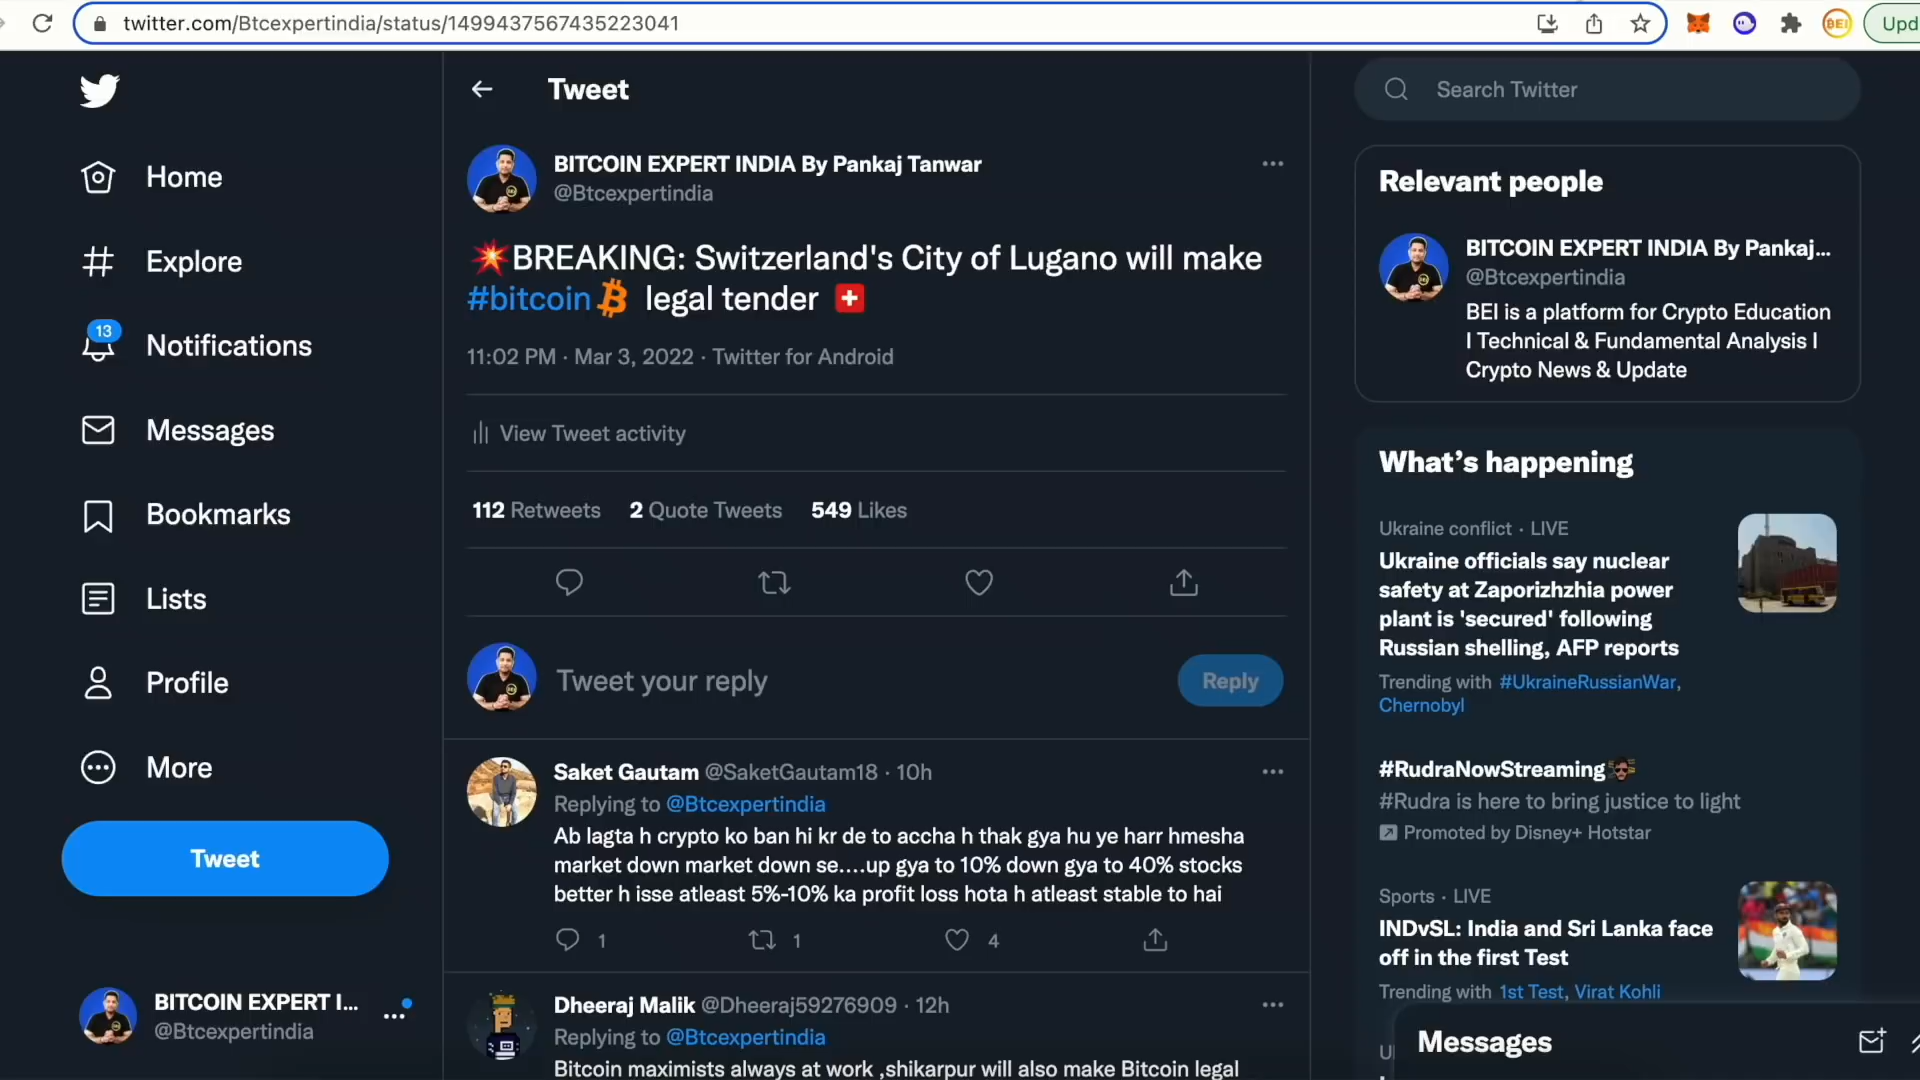 twitter.com/Btcexpertindia/status/1499437567435223041
BEI
Upd
Home
Explore
13
Notifications
Messages
Bookmarks
Lists
Profile
More
Tweet
BITCOIN EXPERT I...
@Btcexpertindia
Tweet
BITCOIN EXPERT INDIA By Pankaj Tanwar
@Btcexpertindia
💥BREAKING: Switzerland's City of Lugano will make
#bitcoin legal tender 🇨🇭
11:02 PM · Mar 3, 2022 · Twitter for Android
View Tweet activity
112 Retweets 2 Quote Tweets 549 Likes
Tweet your reply
Reply
Saket Gautam @SaketGautam18 · 10h
Replying to @Btcexpertindia
Ab lagta h crypto ko ban hi kr de to accha h thak gya hu ye harr hmesha
market down market down se....up gya to 10% down gya to 40% stocks
better h isse atleast 5%-10% ka profit loss hota h atleast stable to hai
1 1 4
Dheeraj Malik @Dheeraj59276909 · 12h
Replying to @Btcexpertindia
Bitcoin maximists always at work ,shikarpur will also make Bitcoin legal
Search Twitter
Relevant people
BITCOIN EXPERT INDIA By Pankaj...
@Btcexpertindia
BEI is a platform for Crypto Education
I Technical & Fundamental Analysis I
Crypto News & Update
What's happening
Ukraine conflict · LIVE
Ukraine officials say nuclear
safety at Zaporizhzhia power
plant is 'secured' following
Russian shelling, AFP reports
Trending with #UkraineRussianWar,
Chernobyl
#RudraNowStreaming
#Rudra is here to bring justice to light
Promoted by Disney+ Hotstar
Sports · LIVE
INDvSL: India and Sri Lanka face
off in the first Test
Trending with 1st Test, Virat Kohli
Messages